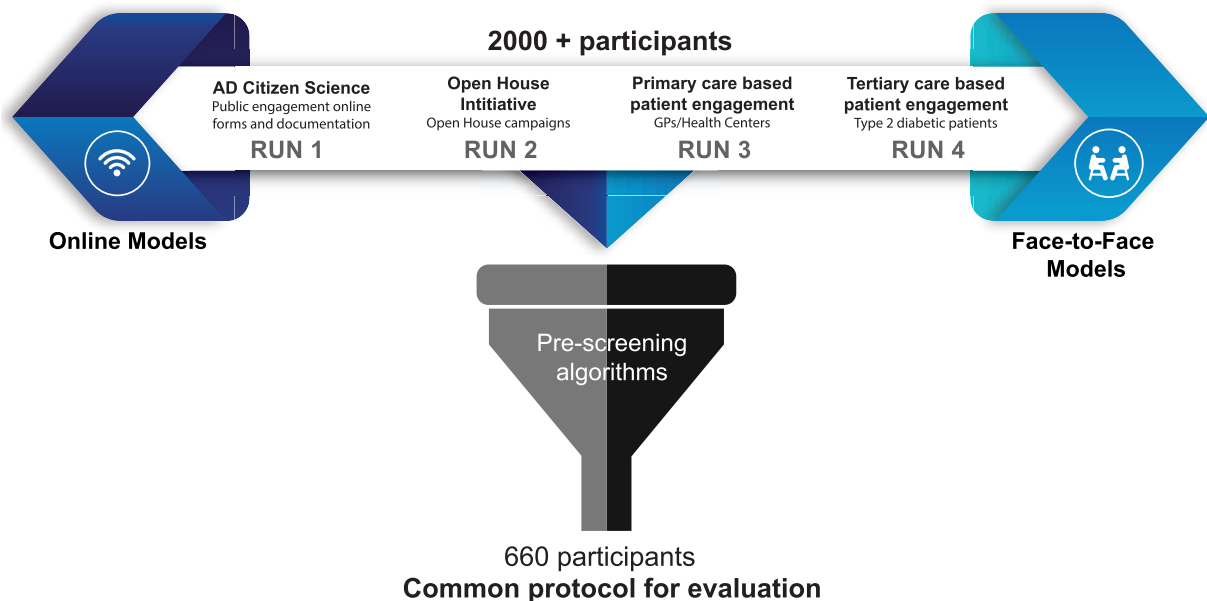 2000 + participants
AD Citizen Science
Public engagement online
forms and documentation
RUN 1
Open House
Intitiative
Open House campaigns
RUN 2
Primary care based
patient engagement
GPs/Health Centers
RUN 3
Tertiary care based
patient engagement
Type 2 diabetic patients
RUN 4
Online Models
Face-to-Face
Models
Pre-screening
algorithms
660 participants
Common protocol for evaluation